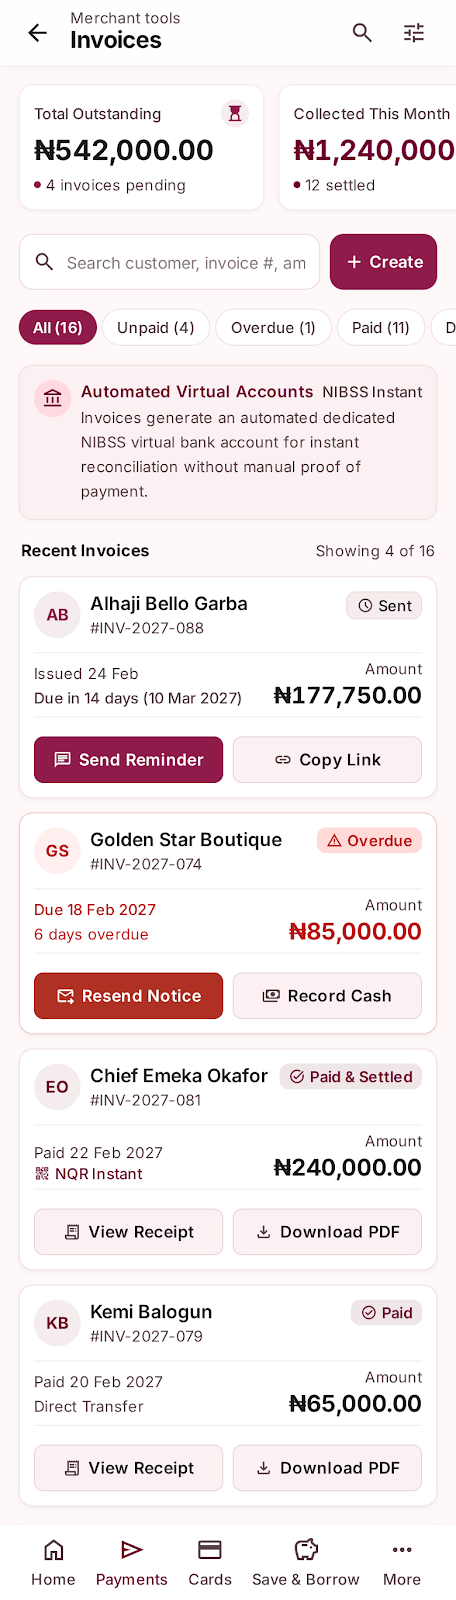 Merchant tools
Invoices
Total Outstanding
₦542,000.00
4 invoices pending
Collected This Month
₦1,240,000
12 settled
Search customer, invoice #, am
+ Create
All (16)
Unpaid (4)
Overdue (1)
Paid (11)
D
Automated Virtual Accounts NIBSS Instant
Invoices generate an automated dedicated
NIBSS virtual bank account for instant
reconciliation without manual proof of
payment.
Recent Invoices
Showing 4 of 16
AB
Alhaji Bello Garba
#INV-2027-088
Sent
Issued 24 Feb
Due in 14 days (10 Mar 2027)
Amount
₦177,750.00
Send Reminder
Copy Link
GS
Golden Star Boutique
#INV-2027-074
Overdue
Due 18 Feb 2027
6 days overdue
Amount
₦85,000.00
Resend Notice
Record Cash
EO
Chief Emeka Okafor
#INV-2027-081
Paid & Settled
Paid 22 Feb 2027
NQR Instant
Amount
₦240,000.00
View Receipt
Download PDF
KB
Kemi Balogun
#INV-2027-079
Paid
Paid 20 Feb 2027
Direct Transfer
Amount
₦65,000.00
View Receipt
Download PDF
Home
Payments
Cards
Save & Borrow
More